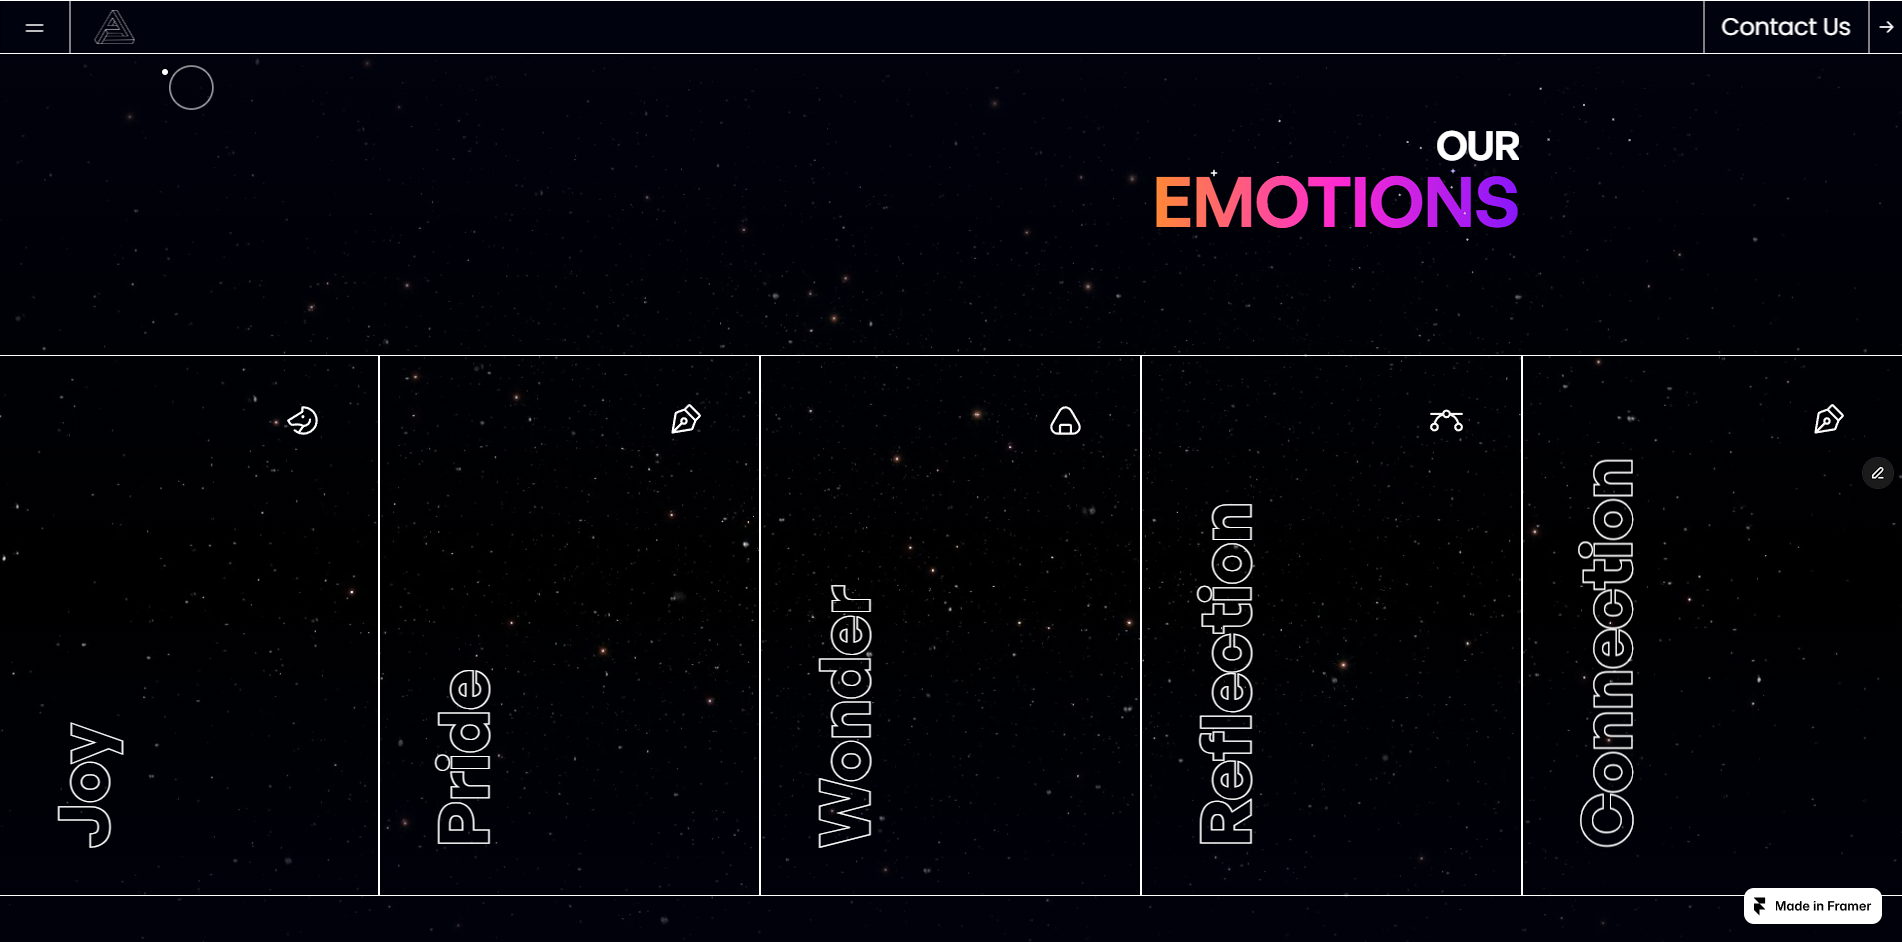 Contact Us
OUR
EMOTIONS
Joy
Pride
Wonder
Reflection
Connection
Made in Framer